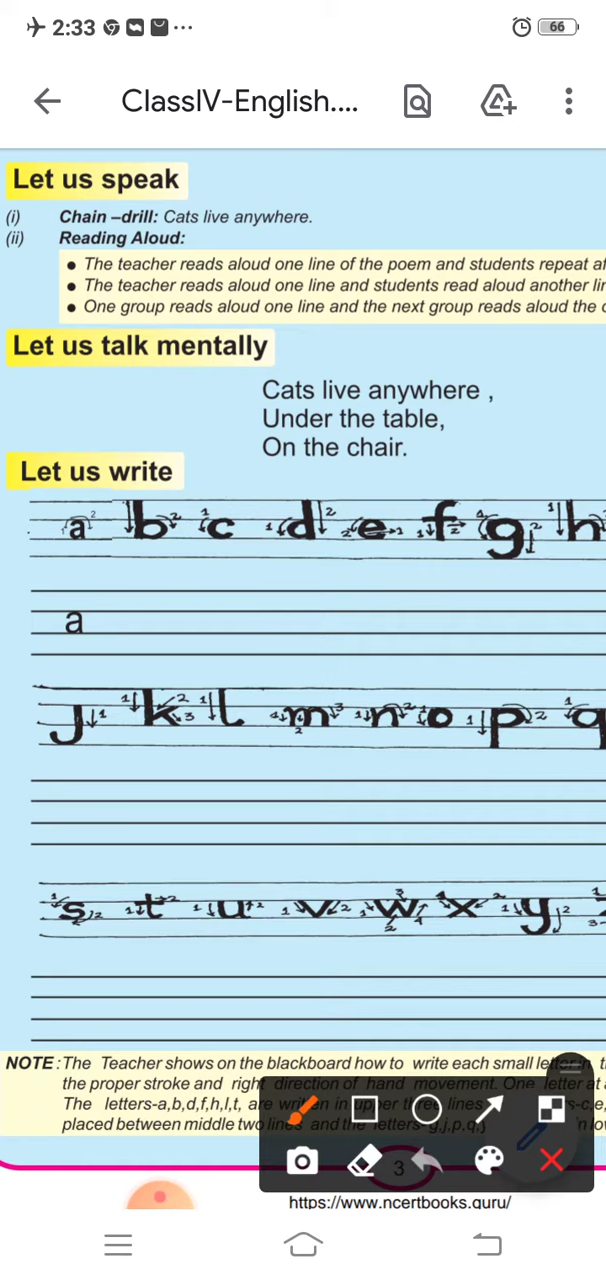 2:33
66
ClassIV-English....
Let us speak
(i) Chain –drill: Cats live anywhere.
(ii) Reading Aloud:
• The teacher reads aloud one line of the poem and students repeat
• The teacher reads aloud one line and students read aloud another
• One group reads aloud one line and the next group reads aloud the
Let us talk mentally
Cats live anywhere ,
Under the table,
On the chair.
Let us write
a b c d e f g h
a
j k l m n o p q
s t u v w x y
NOTE : The Teacher shows on the blackboard how to write each small letter in
the proper stroke and right direction of hand movement. One letter at
The letters-a,b,d,f,h,l,t, are written in upper three lines
placed between middle two lines and the letters-g,j,p,q,y
3
https://www.ncertbooks.guru/